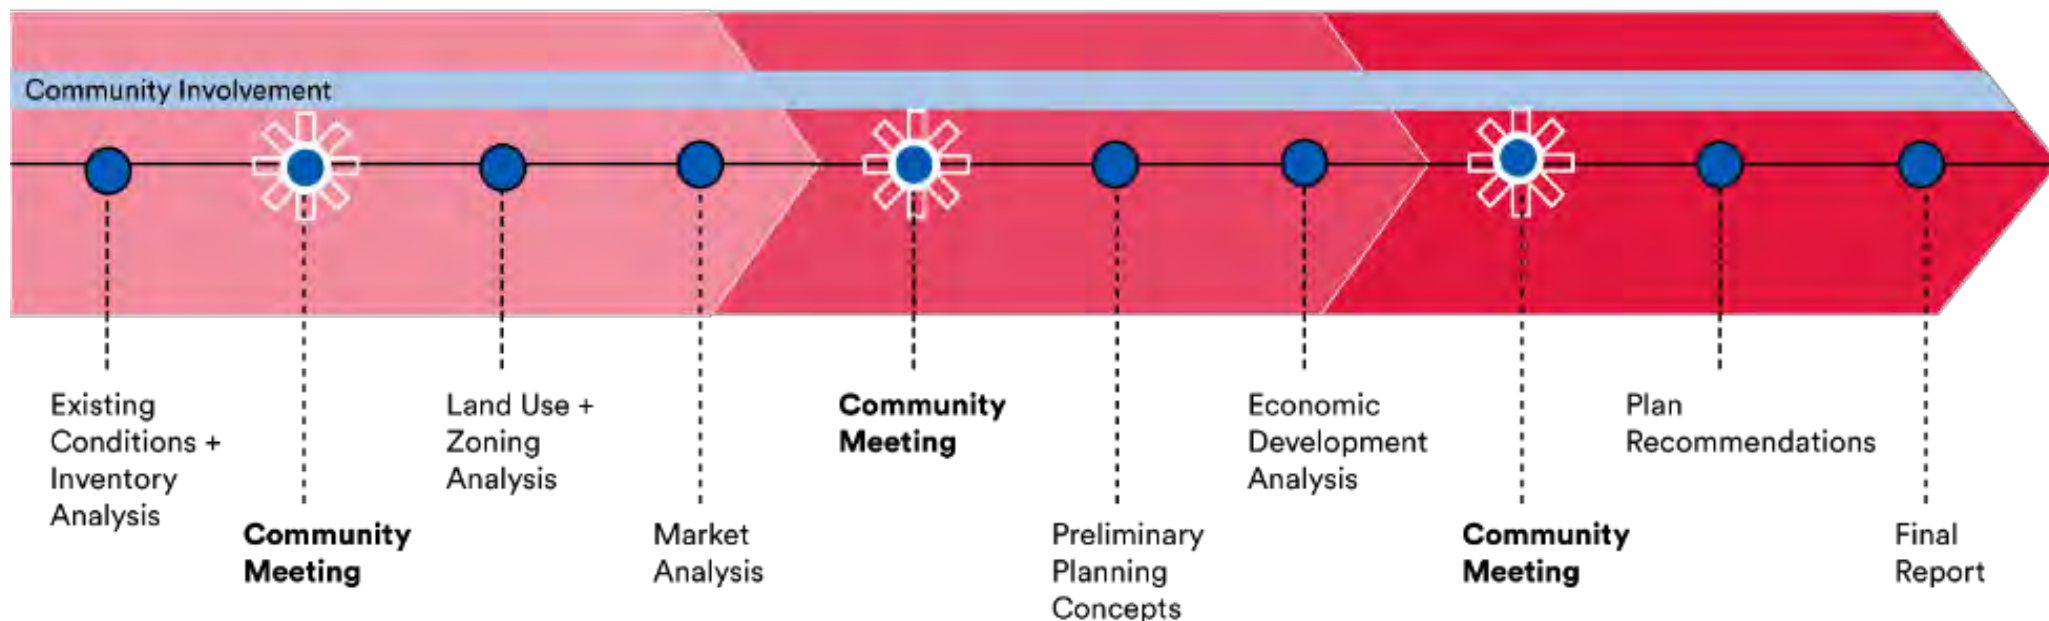 Community Involvement
Existing
Conditions +
Inventory
Analysis
Community
Meeting
Land Use +
Zoning
Analysis
Market
Analysis
Community
Meeting
Preliminary
Planning
Concepts
Economic
Development
Analysis
Community
Meeting
Plan
Recommendations
Final
Report